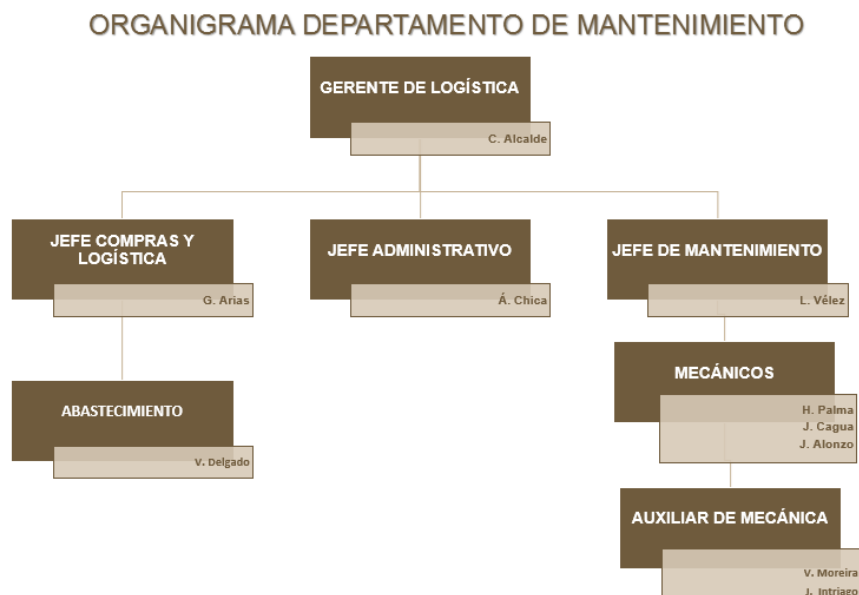 ORGANIGRAMA DEPARTAMENTO DE MANTENIMIENTO
GERENTE DE LOGÍSTICA
C. Alcalde
JEFE COMPRAS Y
LOGÍSTICA
G. Arias
JEFE ADMINISTRATIVO
Á. Chica
JEFE DE MANTENIMIENTO
L. Vélez
ABASTECIMIENTO
V. Delgado
MECÁNICOS
H. Palma
J. Cagua
J. Alonzo
AUXILIAR DE MECÁNICA
V. Moreira
J. Intriago